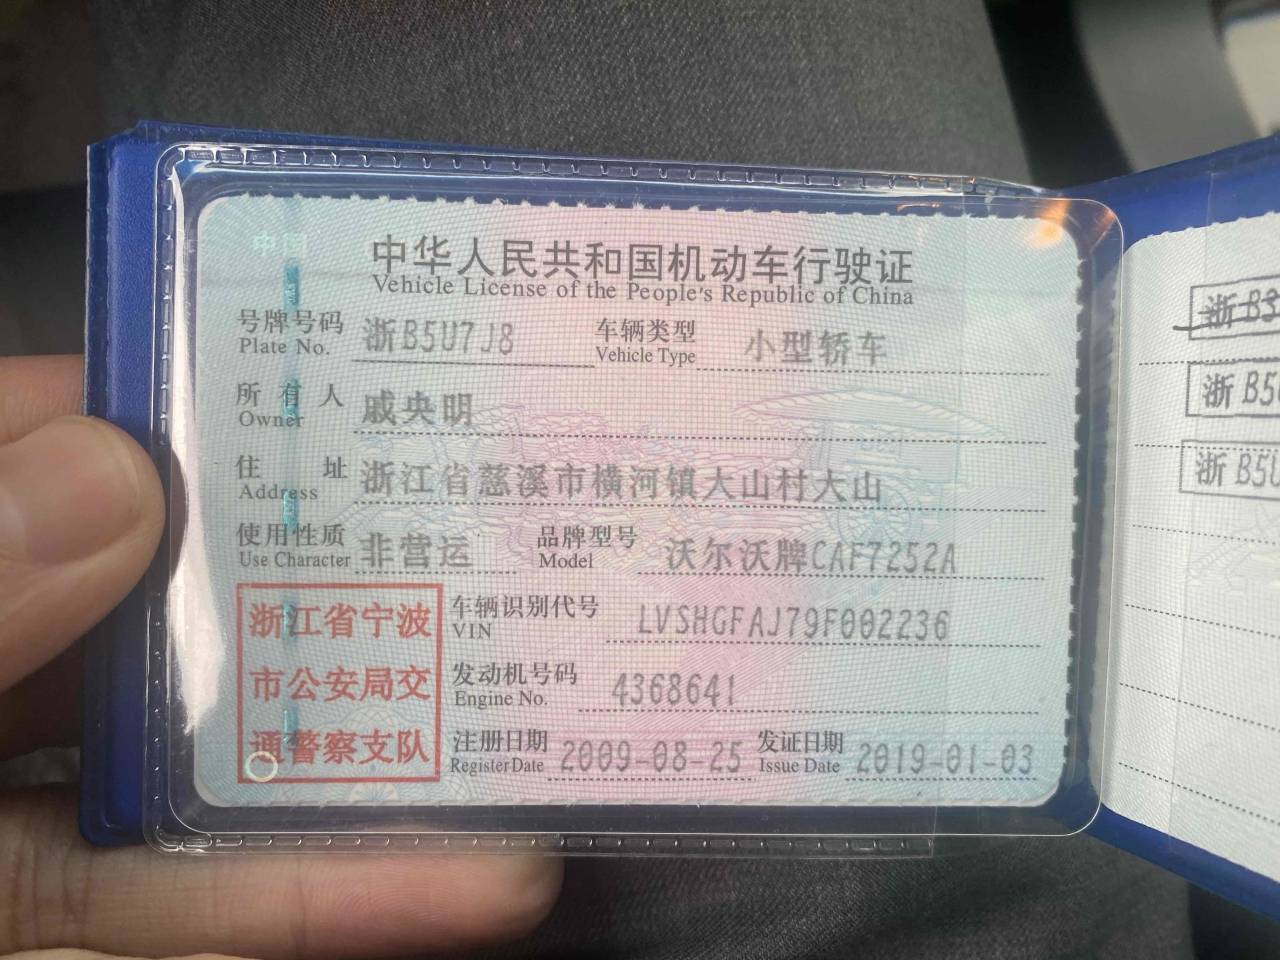 中国
中华人民共和国机动车行驶证
Vehicle License of the People's Republic of China
号牌号码 浙B5U7J8 车辆类型 小型轿车
Plate No. Vehicle Type
所有人 戚央明
Owner
住址 浙江省慈溪市横河镇大山村大山
Address
使用性质 非营运 品牌型号 沃尔沃牌CAF7252A
Use Character Model
浙江省宁波
市公安局交
通警察支队
车辆识别代号 LVSHGFAJ79F002236
VIN
发动机号码 4368641
Engine No.
注册日期 2009-08-25 发证日期 2019-01-03
Register Date Issue Date
浙B
浙B5
浙B5U